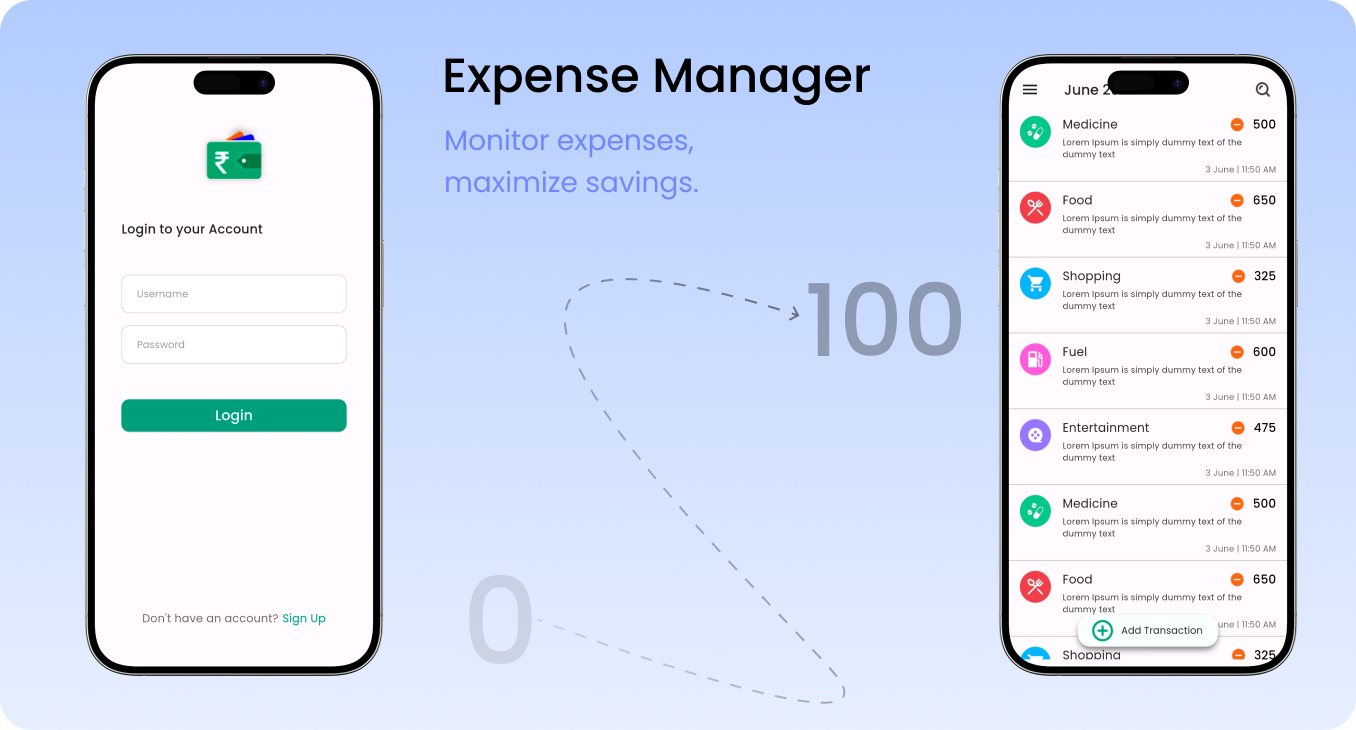 Expense Manager
Monitor expenses,
maximize savings.
₹
Login to your Account
Username
Password
Login
Don't have an account? Sign Up
100
0
June 2
Medicine 500
Lorem Ipsum is simply dummy text of the
dummy text
3 June | 11:50 AM
Food 650
Lorem Ipsum is simply dummy text of the
dummy text
3 June | 11:50 AM
Shopping 325
Lorem Ipsum is simply dummy text of the
dummy text
3 June | 11:50 AM
Fuel 600
Lorem Ipsum is simply dummy text of the
dummy text
3 June | 11:50 AM
Entertainment 475
Lorem Ipsum is simply dummy text of the
dummy text
3 June | 11:50 AM
Medicine 500
Lorem Ipsum is simply dummy text of the
dummy text
3 June | 11:50 AM
Food 650
Lorem Ipsum is simply dummy text of the
dummy text
June | 11:50 AM
Add Transaction
Shopping 325